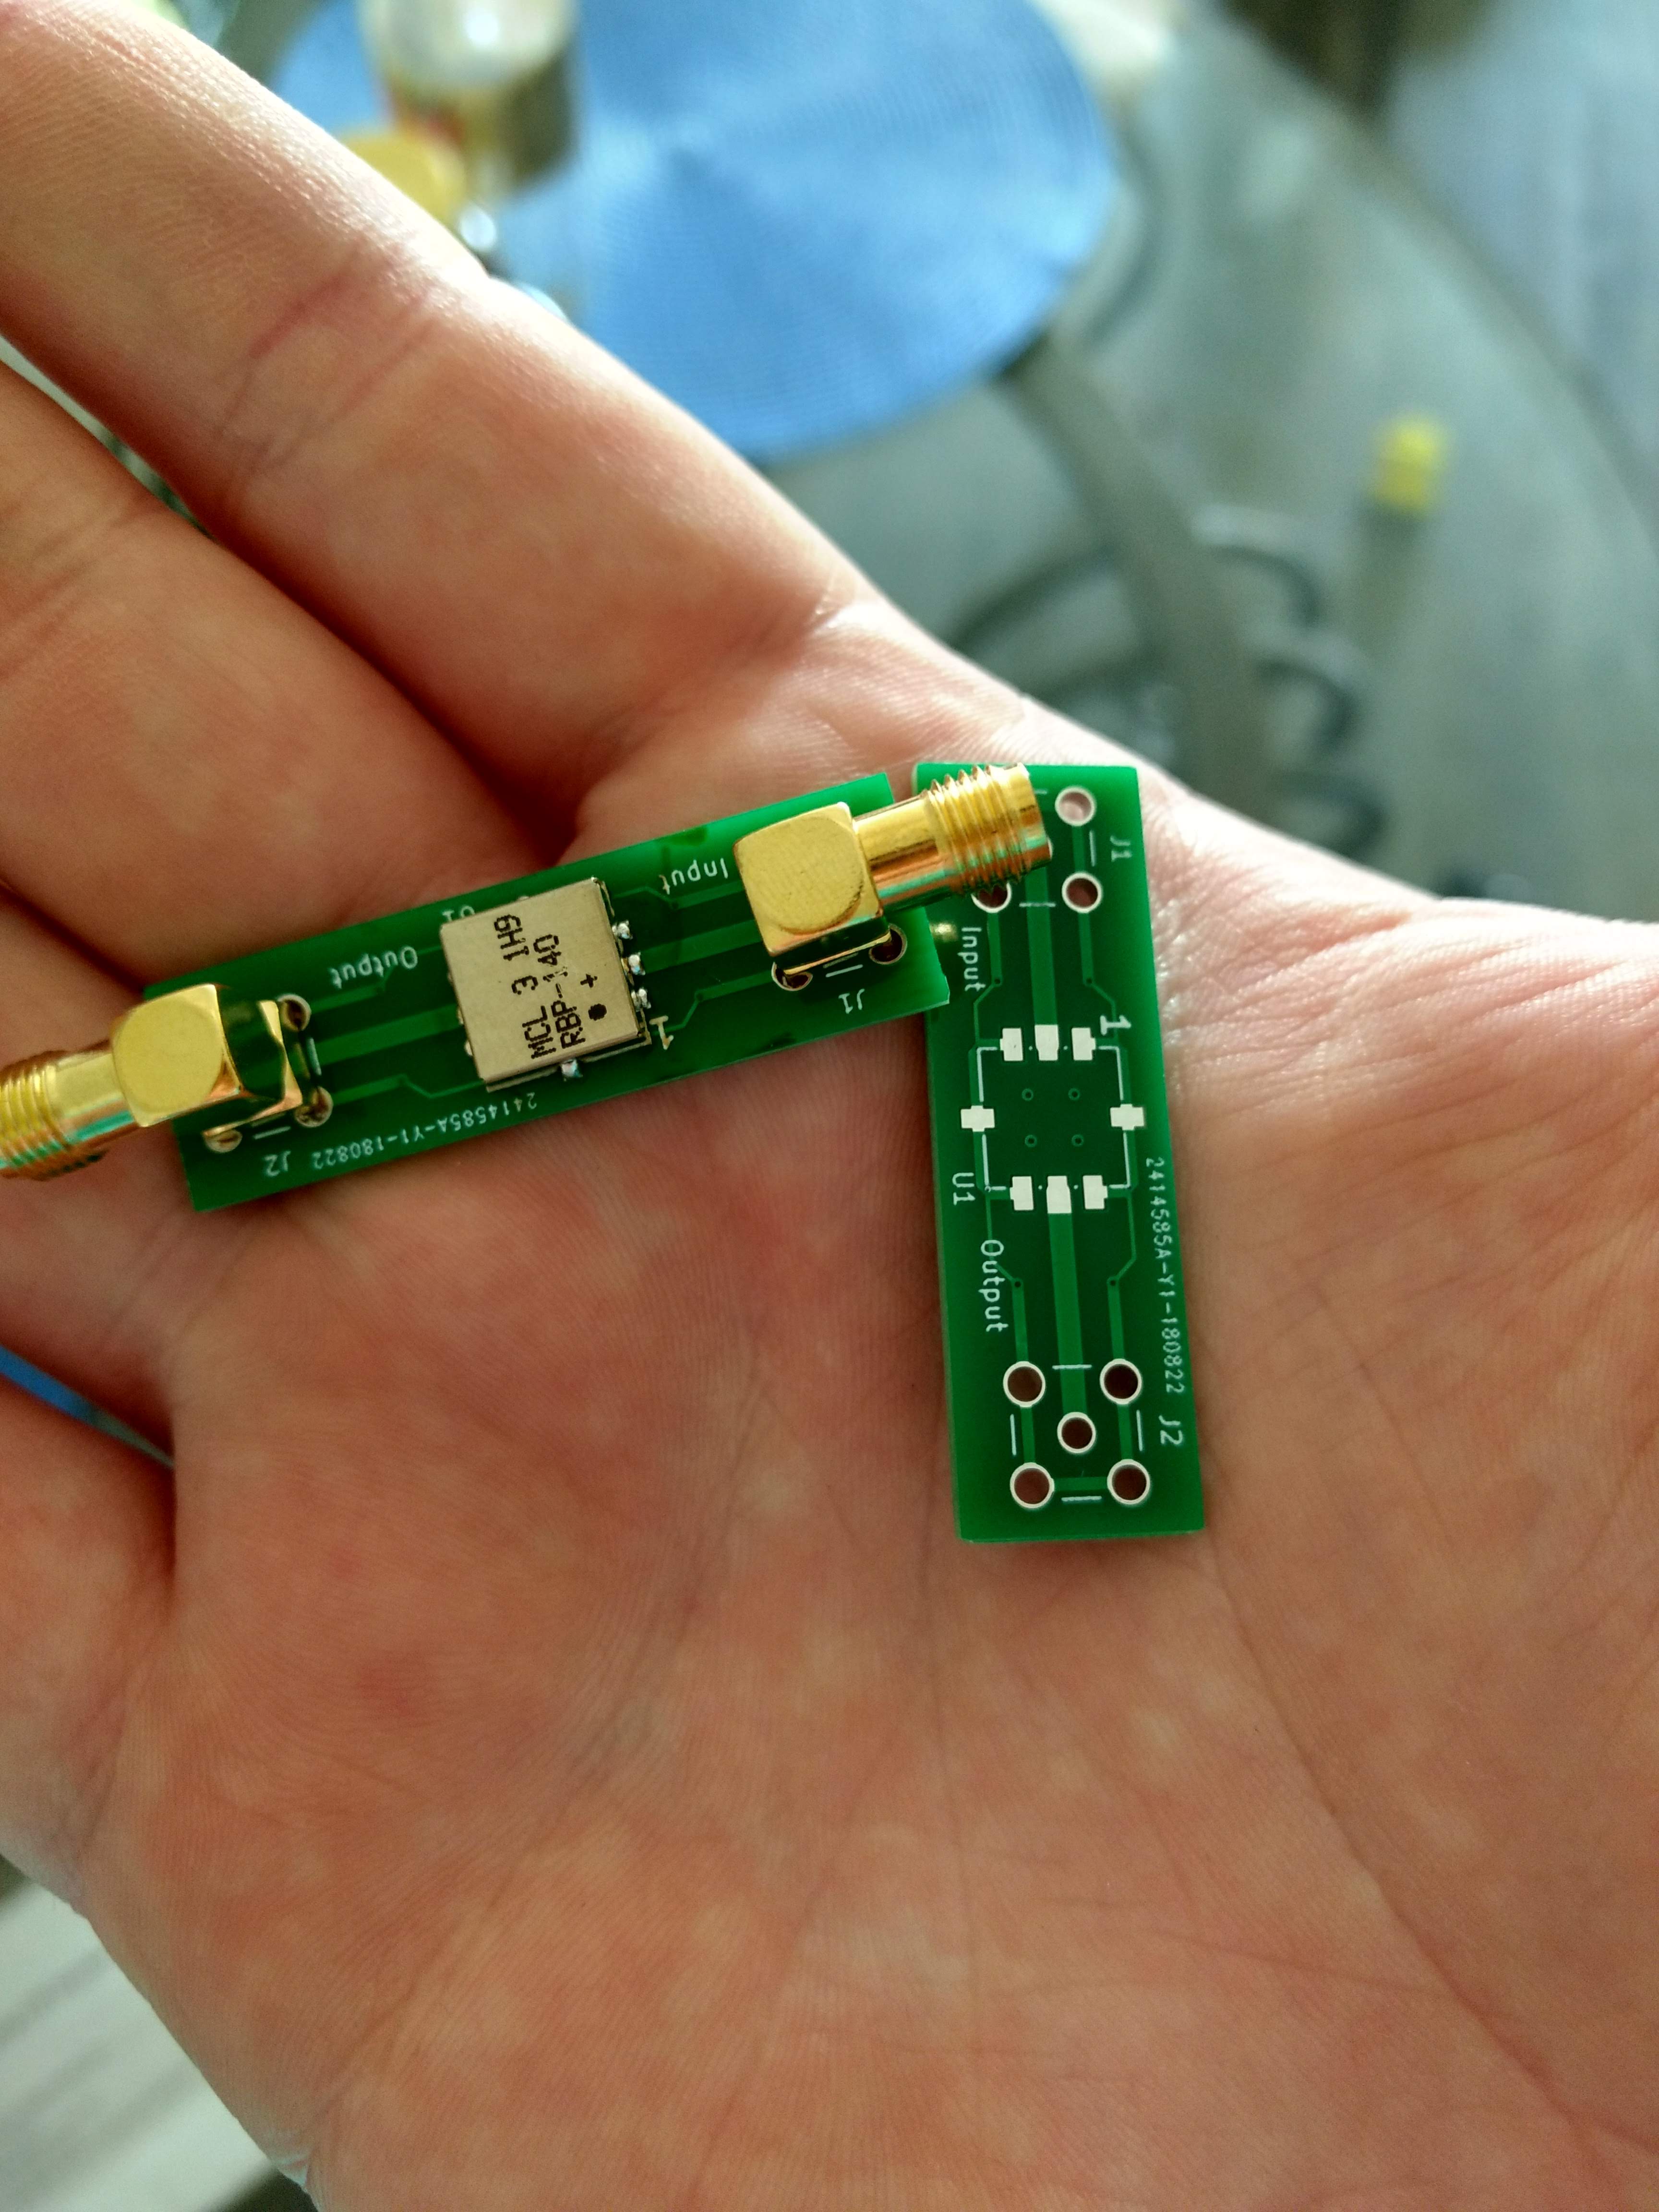 Input
MCL 3 1H9
RBP-140
+
1
Output
J1
J2
2414585A-Y1-180822
J1
Input
1
U1
Output
2414585A-Y1-180822
J2